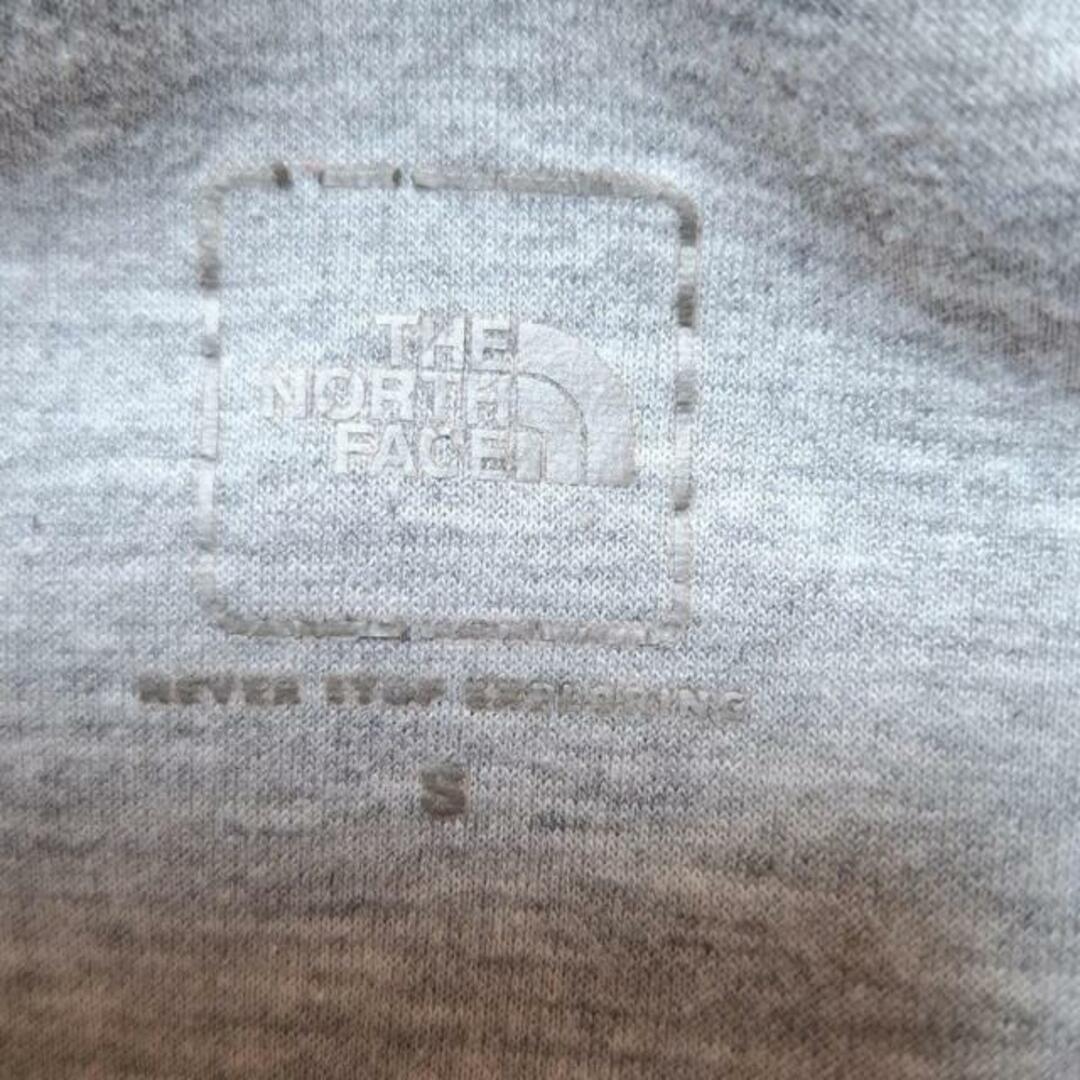 THE
NORTH
FACE
NEVER STOP EXPLORING
S